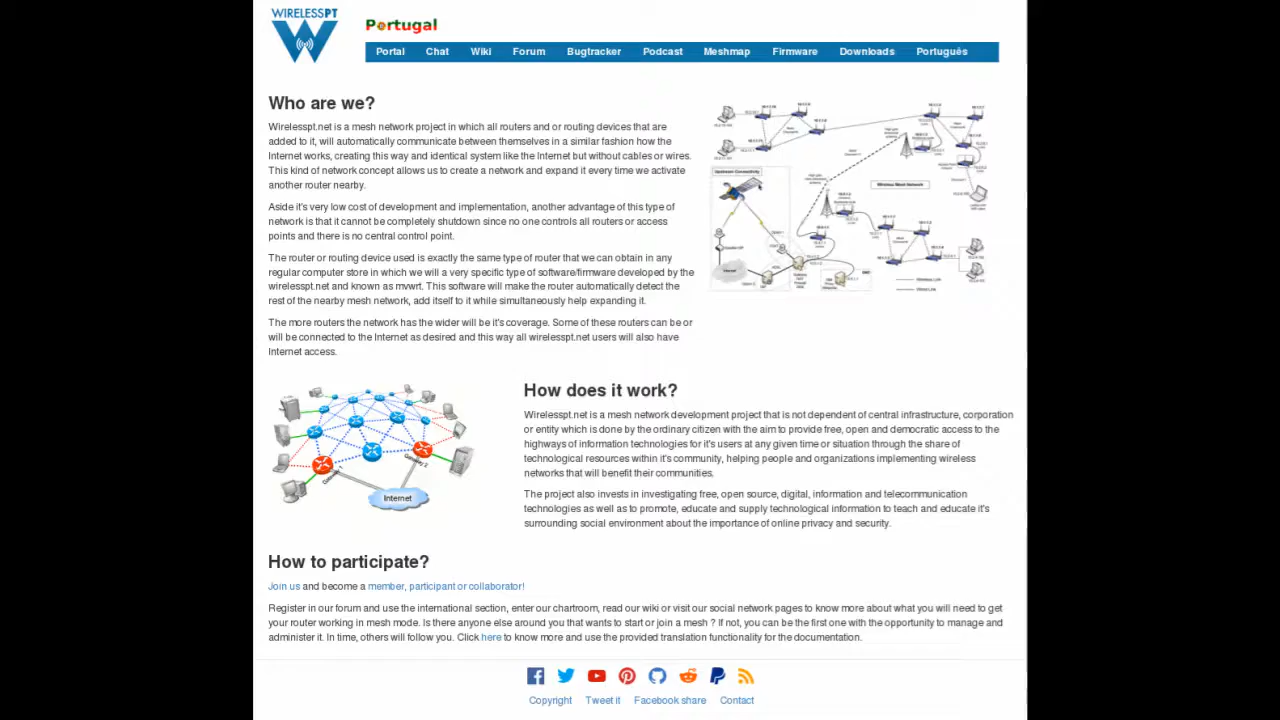 WIRELESSPT
Portugal
Portal Chat Wiki Forum Bugtracker Podcast Meshmap Firmware Downloads Português
Who are we?
Wirelesspt.net is a mesh network project in which all routers and or routing devices that are
added to it, will automatically communicate between themselves in a similar fashion how the
Internet works, creating this way and identical system like the Internet but without cables or wires.
This kind of network concept allows us to create a network and expand it every time we activate
another router nearby.
Aside it's very low cost of development and implementation, another advantage of this type of
network is that it cannot be completely shutdown since no one controls all routers or access
points and there is no central control point.
The router or routing device used is exactly the same type of router that we can obtain in any
regular computer store in which we will a very specific type of software/firmware developed by the
wirelesspt.net and known as mvwrt. This software will make the router automatically detect the
rest of the nearby mesh network, add itself to it while simultaneously help expanding it.
The more routers the network has the wider will be it's coverage. Some of these routers can be or
will be connected to the Internet as desired and this way all wirelesspt.net users will also have
Internet access.
Upstream Connectivity
Wireless Mesh Network
Internet
Wireless Link
Wired Link
Gateway 1
Gateway 2
Internet
How does it work?
Wirelesspt.net is a mesh network development project that is not dependent of central infrastructure, corporation
or entity which is done by the ordinary citizen with the aim to provide free, open and democratic access to the
highways of information technologies for it's users at any given time or situation through the share of
technological resources within it's community, helping people and organizations implementing wireless
networks that will benefit their communities.
The project also invests in investigating free, open source, digital, information and telecommunication
technologies as well as to promote, educate and supply technological information to teach and educate it's
surrounding social environment about the importance of online privacy and security.
How to participate?
Join us and become a member, participant or collaborator!
Register in our forum and use the international section, enter our chartroom, read our wiki or visit our social network pages to know more about what you will need to get
your router working in mesh mode. Is there anyone else around you that wants to start or join a mesh ? If not, you can be the first one with the opportunity to manage and
administer it. In time, others will follow you. Click here to know more and use the provided translation functionality for the documentation.
Copyright Tweet it Facebook share Contact